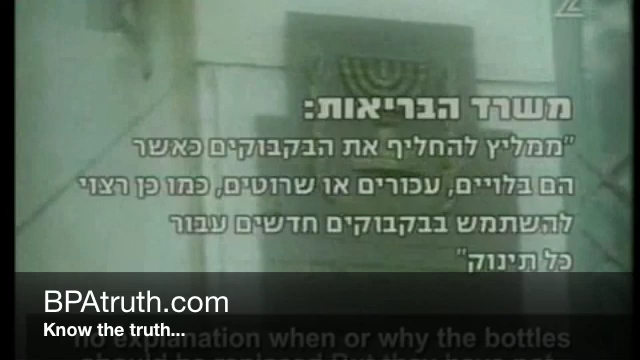 משרד הבריאות:
"ממליץ להחליף את הבקבוקים כאשר
הם בלויים, עכורים או שרוטים, כמו כן רצוי
להשתמש בבקבוקים חדשים עבור
כל תינוק"
BPAtruth.com
Know the truth...
no explanation when or why the bottles